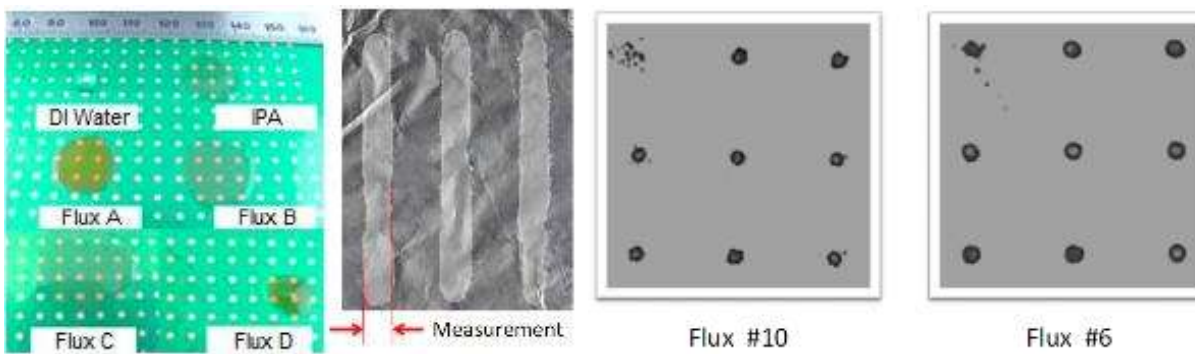 DI Water
IPA
Flux A
Flux B
Flux C
Flux D
Measurement
Flux #10
Flux #6